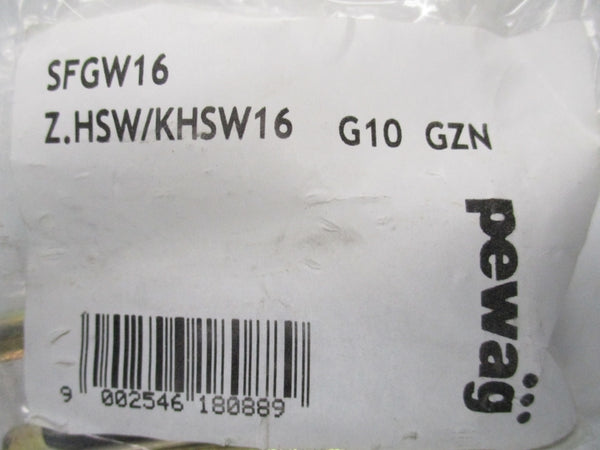 SFGW16
Z.HSW/KHSW16 G10 GZN
pewag
9 002546 180889